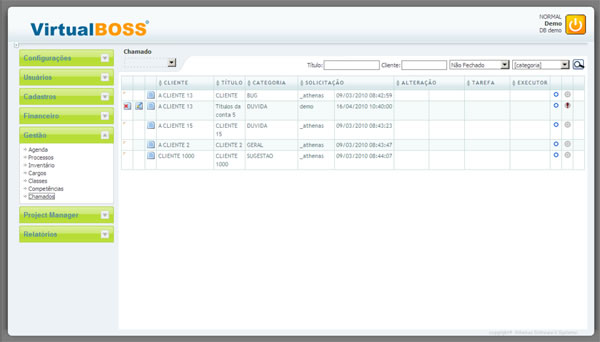 VirtualBOSS®
NORMAL
Demo
DB demo
Configurações
Usuários
Cadastros
Financeiro
Gestão
Agenda
Processos
Inventário
Cargos
Classes
Competências
Chamados
Project Manager
Relatórios
Chamado
Título: Cliente: Não Fechado [categoria]
§ CLIENTE § TÍTULO § CATEGORIA § SOLICITAÇÃO § ALTERAÇÃO § TAREFA § EXECUTOR
A CLIENTE 13 CLIENTE BUG _athenas 09/03/2010 08:42:59
A CLIENTE 13 Títulos da conta 5 DUVIDA demo 16/04/2010 10:40:00
A CLIENTE 15 CLIENTE 15 DUVIDA _athenas 09/03/2010 08:43:23
A CLIENTE 2 CLIENTE 2 GERAL _athenas 09/03/2010 08:43:47
CLIENTE 1000 CLIENTE 1000 SUGESTAO _athenas 09/03/2010 08:44:07
copyright® Athenas Software e Systems